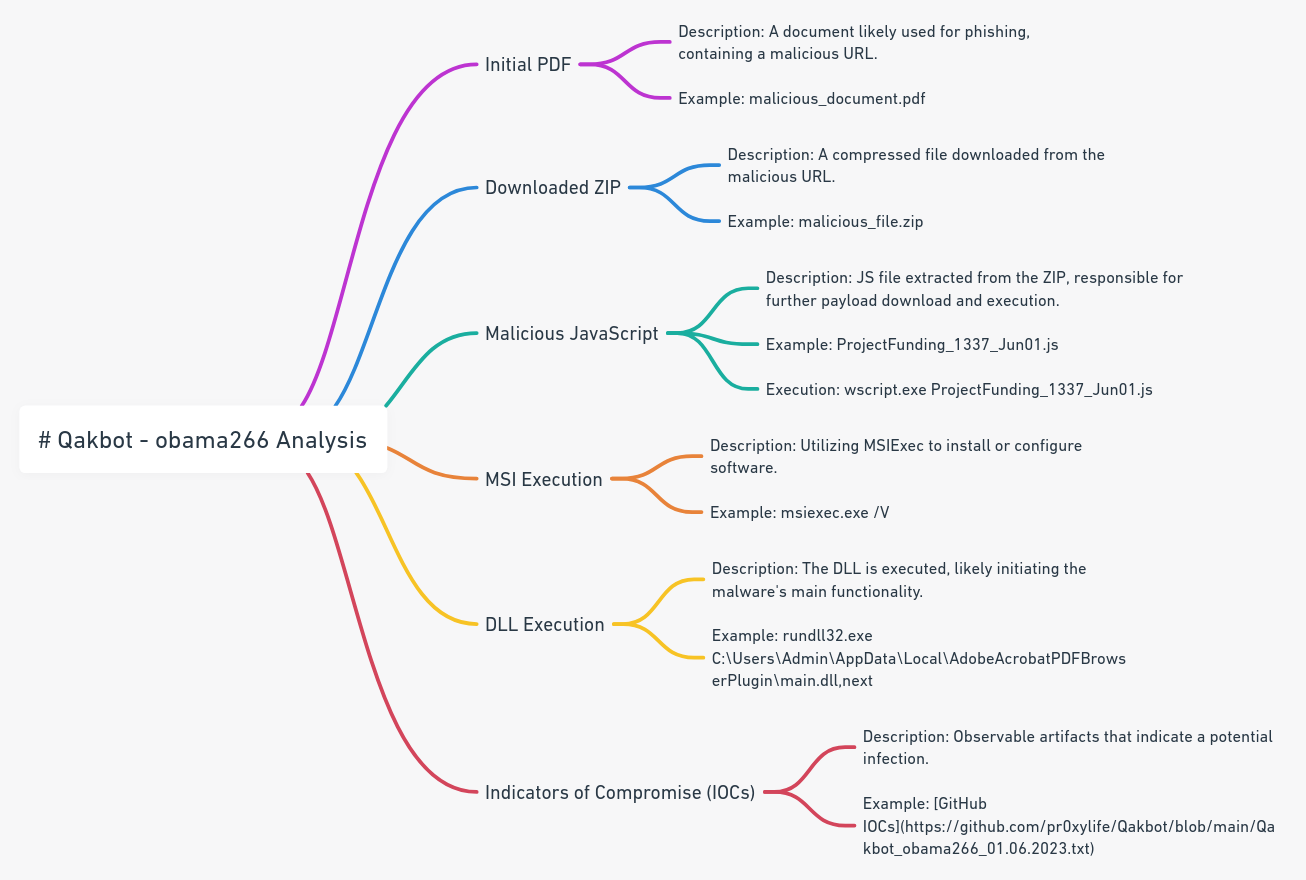 # Qakbot - obama266 Analysis
Initial PDF
Description: A document likely used for phishing,
containing a malicious URL.
Example: malicious_document.pdf
Downloaded ZIP
Description: A compressed file downloaded from the
malicious URL.
Example: malicious_file.zip
Malicious JavaScript
Description: JS file extracted from the ZIP, responsible for
further payload download and execution.
Example: ProjectFunding_1337_Jun01.js
Execution: wscript.exe ProjectFunding_1337_Jun01.js
MSI Execution
Description: Utilizing MSIExec to install or configure
software.
Example: msiexec.exe /V
DLL Execution
Description: The DLL is executed, likely initiating the
malware's main functionality.
Example: rundll32.exe
C:\Users\Admin\AppData\Local\AdobeAcrobatPDFBrows
erPlugin\main.dll,next
Indicators of Compromise (IOCs)
Description: Observable artifacts that indicate a potential
infection.
Example: [GitHub
IOCs](https://github.com/pr0xylife/Qakbot/blob/main/Qa
kbot_obama266_01.06.2023.txt)